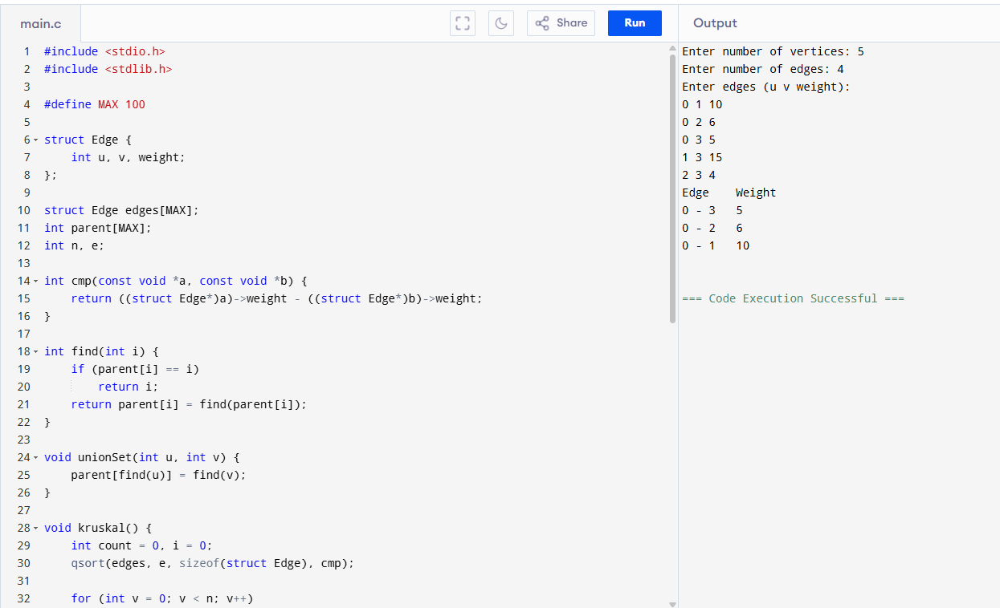 main.c
Share
Run
Output
1 #include <stdio.h>
2 #include <stdlib.h>
3
4 #define MAX 100
5
6 struct Edge {
7     int u, v, weight;
8 };
9
10 struct Edge edges[MAX];
11 int parent[MAX];
12 int n, e;
13
14 int cmp(const void *a, const void *b) {
15     return ((struct Edge*)a)->weight - ((struct Edge*)b)->weight;
16 }
17
18 int find(int i) {
19     if (parent[i] == i)
20         return i;
21     return parent[i] = find(parent[i]);
22 }
23
24 void unionSet(int u, int v) {
25     parent[find(u)] = find(v);
26 }
27
28 void kruskal() {
29     int count = 0, i = 0;
30     qsort(edges, e, sizeof(struct Edge), cmp);
31
32     for (int v = 0; v < n; v++)
Enter number of vertices: 5
Enter number of edges: 4
Enter edges (u v weight):
0 1 10
0 2 6
0 3 5
1 3 15
2 3 4
Edge    Weight
0 - 3   5
0 - 2   6
0 - 1   10
=== Code Execution Successful ===